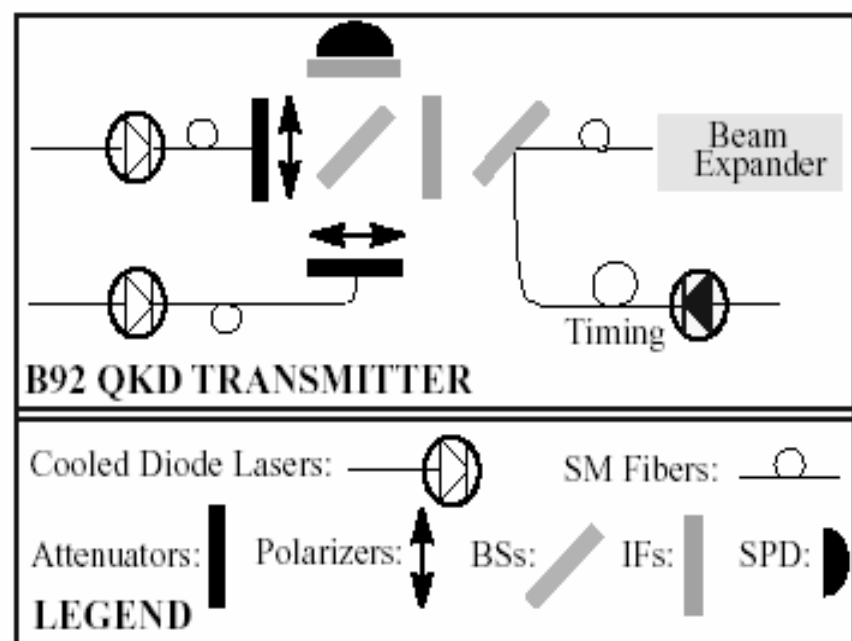 Beam
Expander
Timing
B92 QKD TRANSMITTER
Cooled Diode Lasers:
SM Fibers:
Attenuators:
Polarizers:
BSs:
IFs:
SPD:
LEGEND